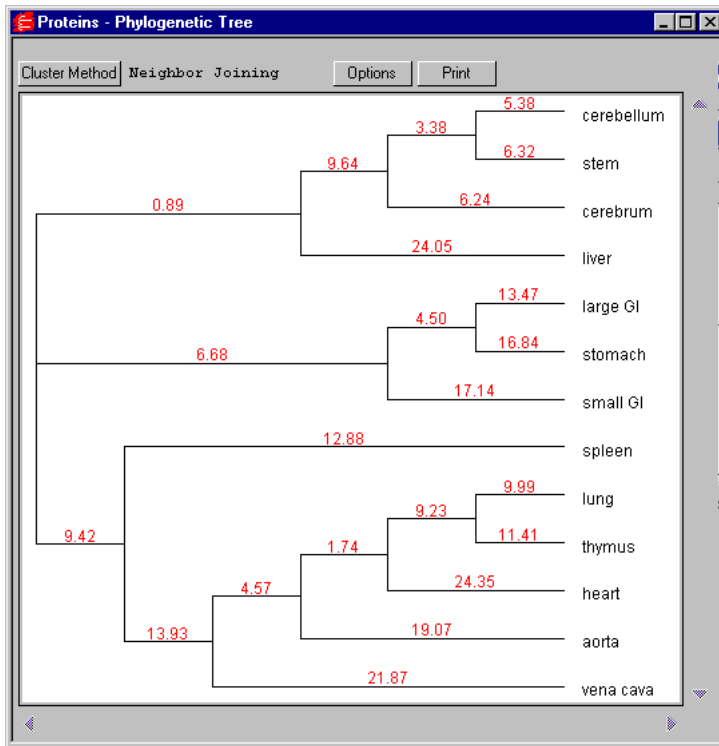 Proteins - Phylogenetic Tree
Cluster Method Neighbor Joining Options Print
5.38
cerebellum
3.38
6.32
stem
9.64
6.24
cerebrum
0.89
24.05
liver
13.47
large GI
4.50
16.84
stomach
6.68
17.14
small GI
12.88
spleen
9.99
lung
9.23
11.41
thymus
9.42
1.74
24.35
heart
4.57
19.07
aorta
13.93
21.87
vena cava